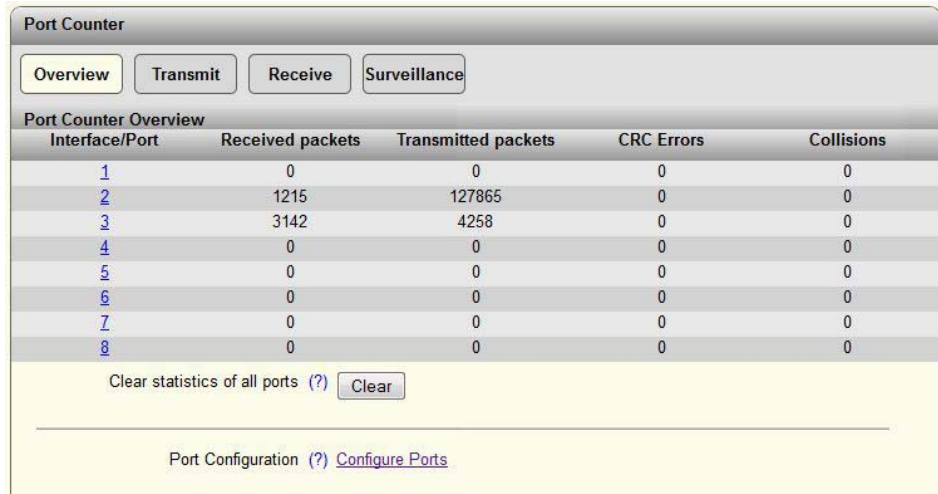 Port Counter
Overview Transmit Receive Surveillance
Port Counter Overview
Interface/Port Received packets Transmitted packets CRC Errors Collisions
1 0 0 0 0
2 1215 127865 0 0
3 3142 4258 0 0
4 0 0 0 0
5 0 0 0 0
6 0 0 0 0
7 0 0 0 0
8 0 0 0 0
Clear statistics of all ports (?) Clear
Port Configuration (?) Configure Ports